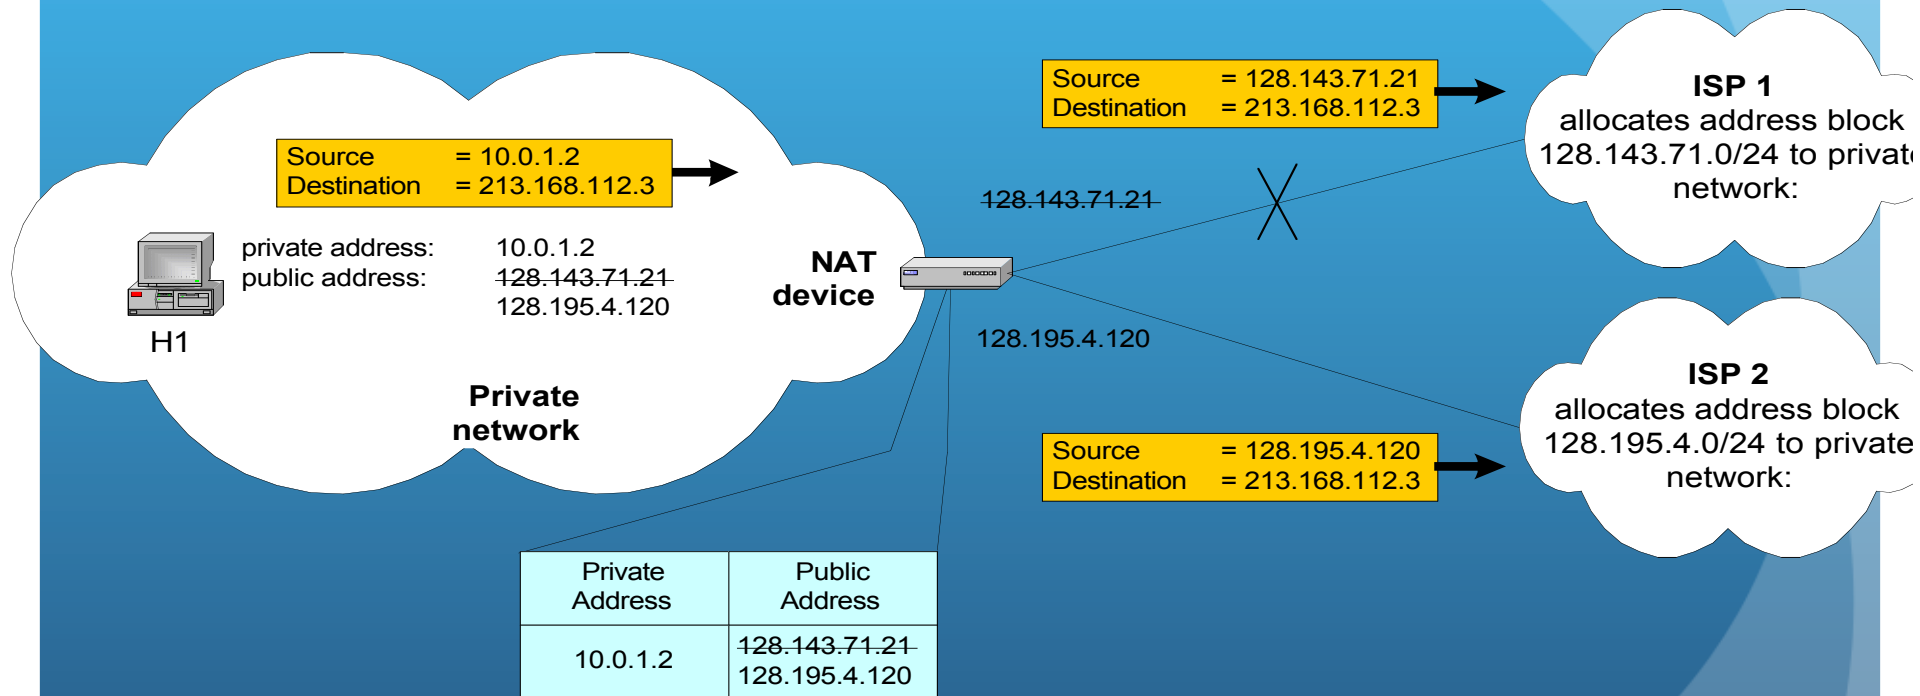 Source = 10.0.1.2
Destination = 213.168.112.3
private address: 10.0.1.2
public address: 128.143.71.21
128.195.4.120
H1
Private
network
NAT
device
Source = 128.143.71.21
Destination = 213.168.112.3
128.143.71.21
128.195.4.120
Source = 128.195.4.120
Destination = 213.168.112.3
ISP 1
allocates address block
128.143.71.0/24 to private
network:
ISP 2
allocates address block
128.195.4.0/24 to private
network:
Private
Address
Public
Address
10.0.1.2
128.143.71.21
128.195.4.120